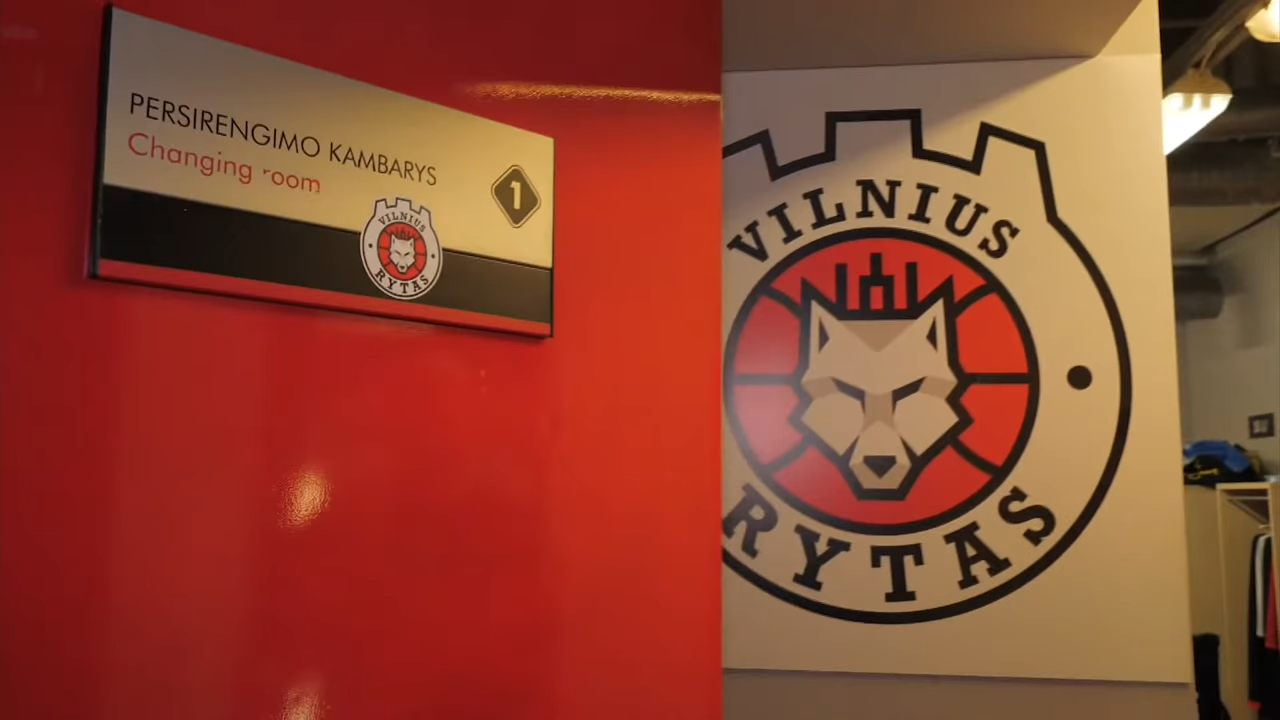 PERSIRENGIMO KAMBARYS
Changing room
1
VILNIUS
RYTAS
VILNIUS
RYTAS